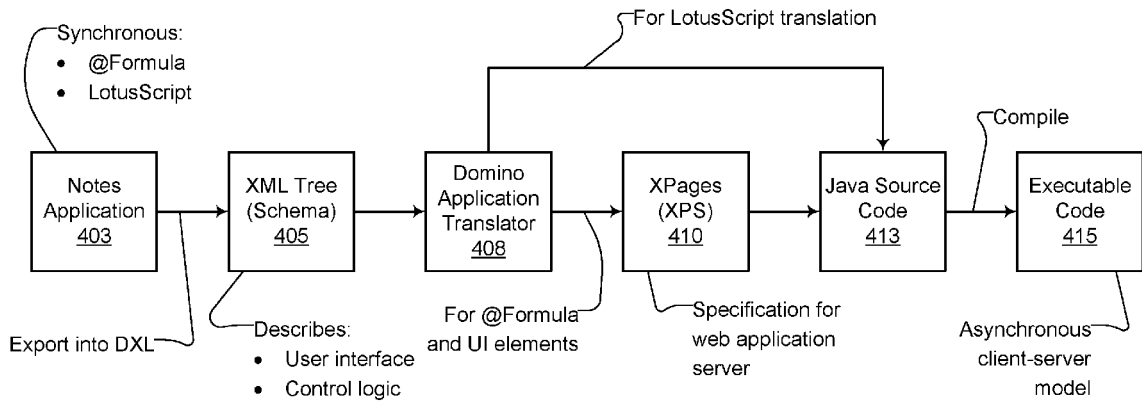 For LotusScript translation
Synchronous:
• @Formula
• LotusScript
Compile
Notes
Application
403
XML Tree
(Schema)
405
Domino
Application
Translator
408
XPages
(XPS)
410
Java Source
Code
413
Executable
Code
415
Export into DXL
Describes:
• User interface
• Control logic
For @Formula
and UI elements
Specification for
web application
server
Asynchronous
client-server
model